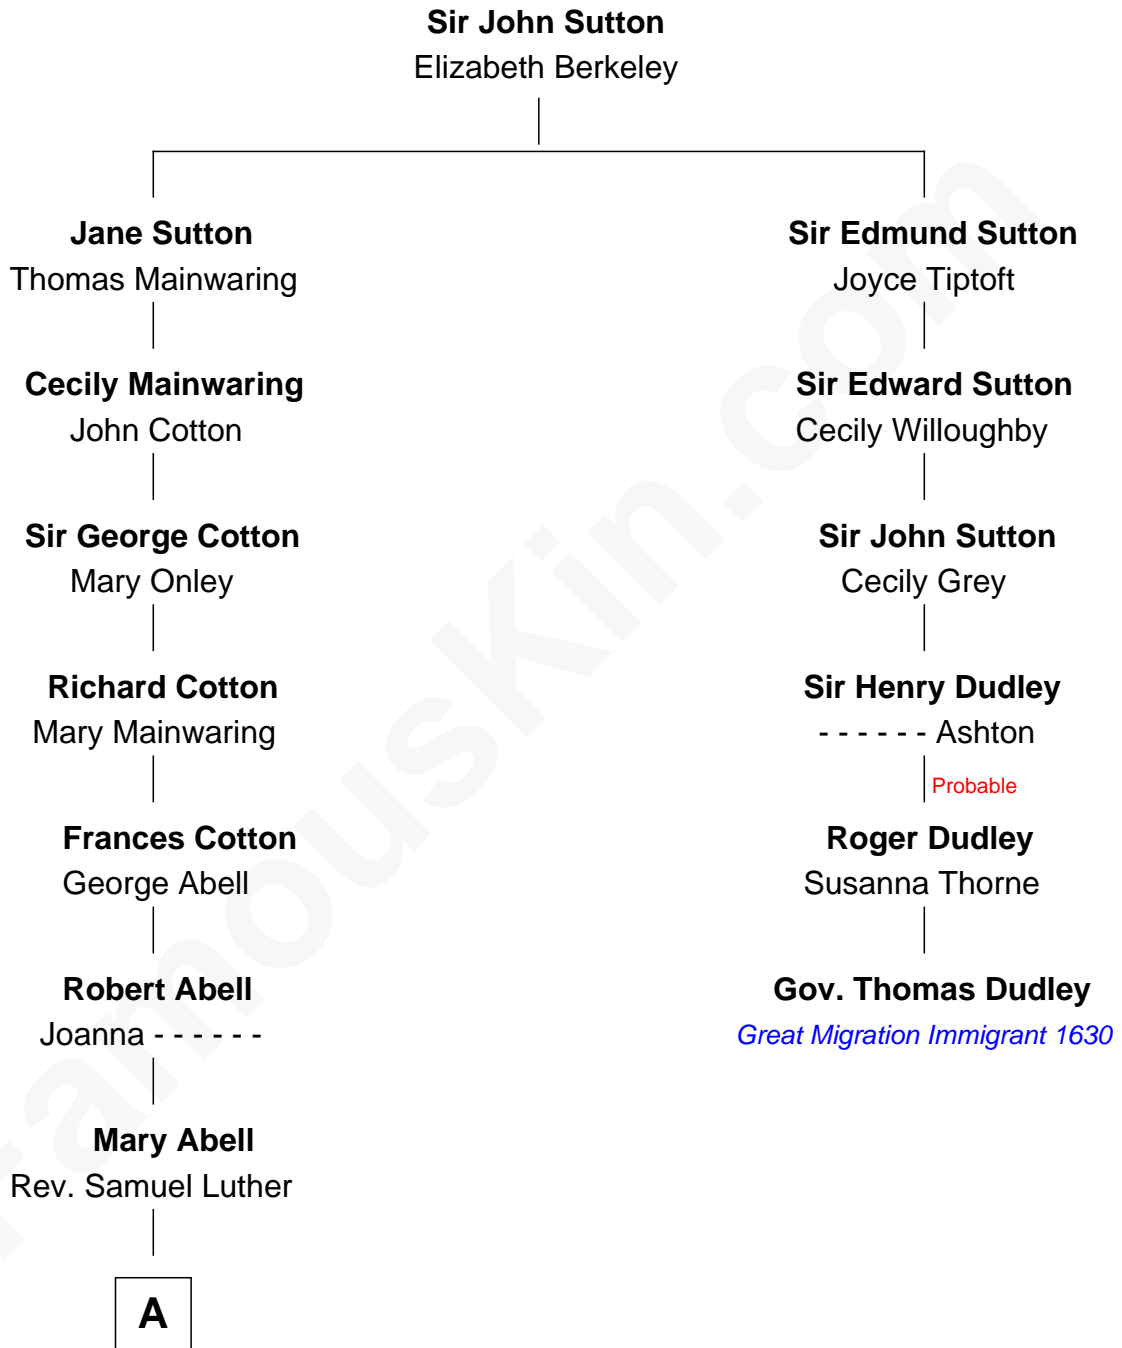 Sir John Sutton
Elizabeth Berkeley
Jane Sutton
Thomas Mainwaring
Sir Edmund Sutton
Joyce Tiptoft
Cecily Mainwaring
John Cotton
Sir Edward Sutton
Cecily Willoughby
Sir George Cotton
Mary Onley
Sir John Sutton
Cecily Grey
Richard Cotton
Mary Mainwaring
Sir Henry Dudley
- - - - - - Ashton
Probable
Frances Cotton
George Abell
Roger Dudley
Susanna Thorne
Robert Abell
Joanna - - - - - -
Gov. Thomas Dudley
Great Migration Immigrant 1630
Mary Abell
Rev. Samuel Luther
A
FamousKin.com